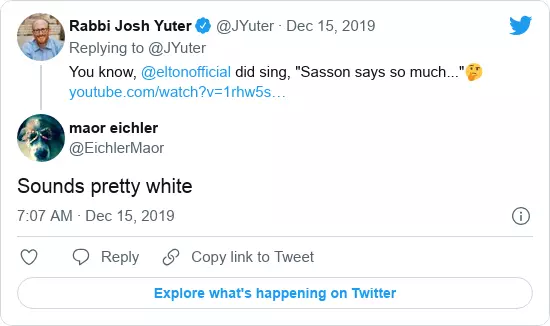 Rabbi Josh Yuter @JYuter · Dec 15, 2019
Replying to @JYuter
You know, @eltonofficial did sing, "Sasson says so much..."🤔
youtube.com/watch?v=1rhw5s…
maor eichler
@EichlerMaor
Sounds pretty white
7:07 AM · Dec 15, 2019
Reply
Copy link to Tweet
Explore what's happening on Twitter